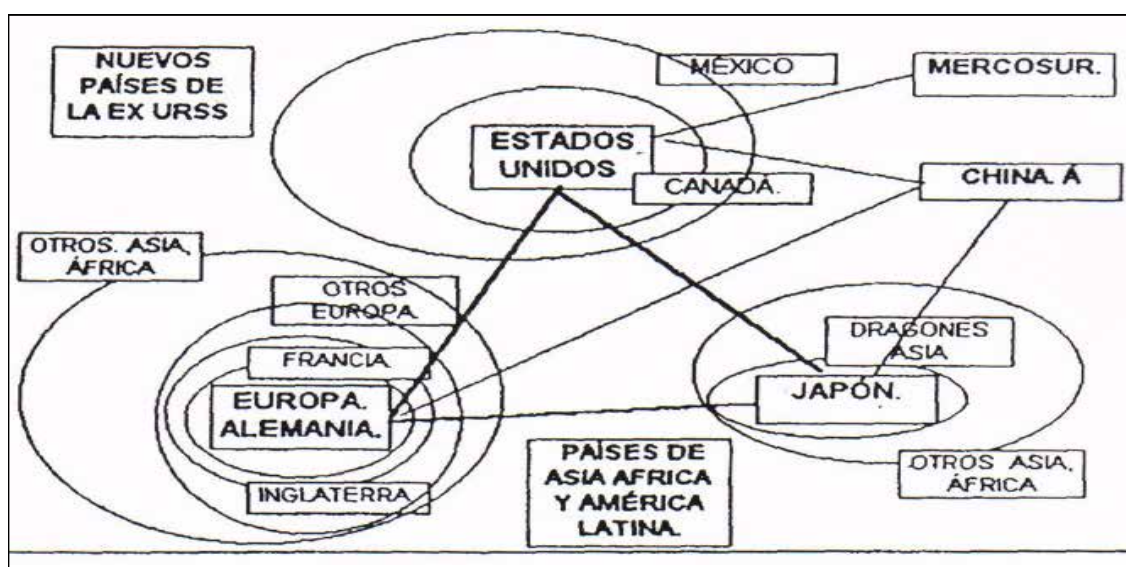 NUEVOS
PAÍSES DE
LA EX URSS
MÉXICO
MERCOSUR.
ESTADOS
UNIDOS
CANADÁ.
CHINA. Á
OTROS. ASIA,
ÁFRICA
OTROS
EUROPA.
FRANCIA.
EUROPA.
ALEMANIA.
INGLATERRA
DRAGONES
ASIA
JAPÓN.
OTROS ASIA,
ÁFRICA
PAÍSES DE
ASIA AFRICA
Y AMÉRICA
LATINA.